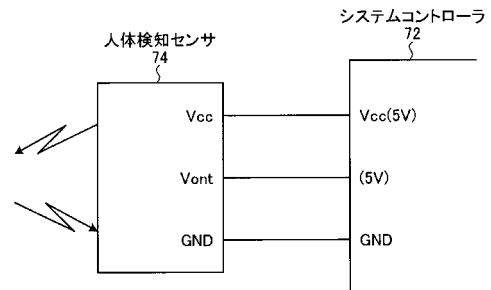 システムコントローラ
72
人体検知センサ
74
Vcc
Vcc(5V)
Vont
(5V)
GND
GND